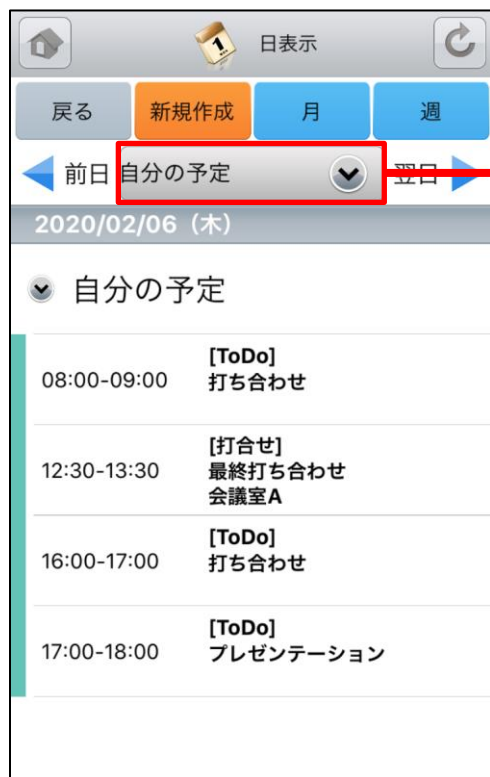 日表示
戻る 新規作成 月 週
前日 自分の予定 翌日
2020/02/06（木）
自分の予定
08:00-09:00
[ToDo]
打ち合わせ
12:30-13:30
[打合せ]
最終打ち合わせ
会議室A
16:00-17:00
[ToDo]
打ち合わせ
17:00-18:00
[ToDo]
プレゼンテーション